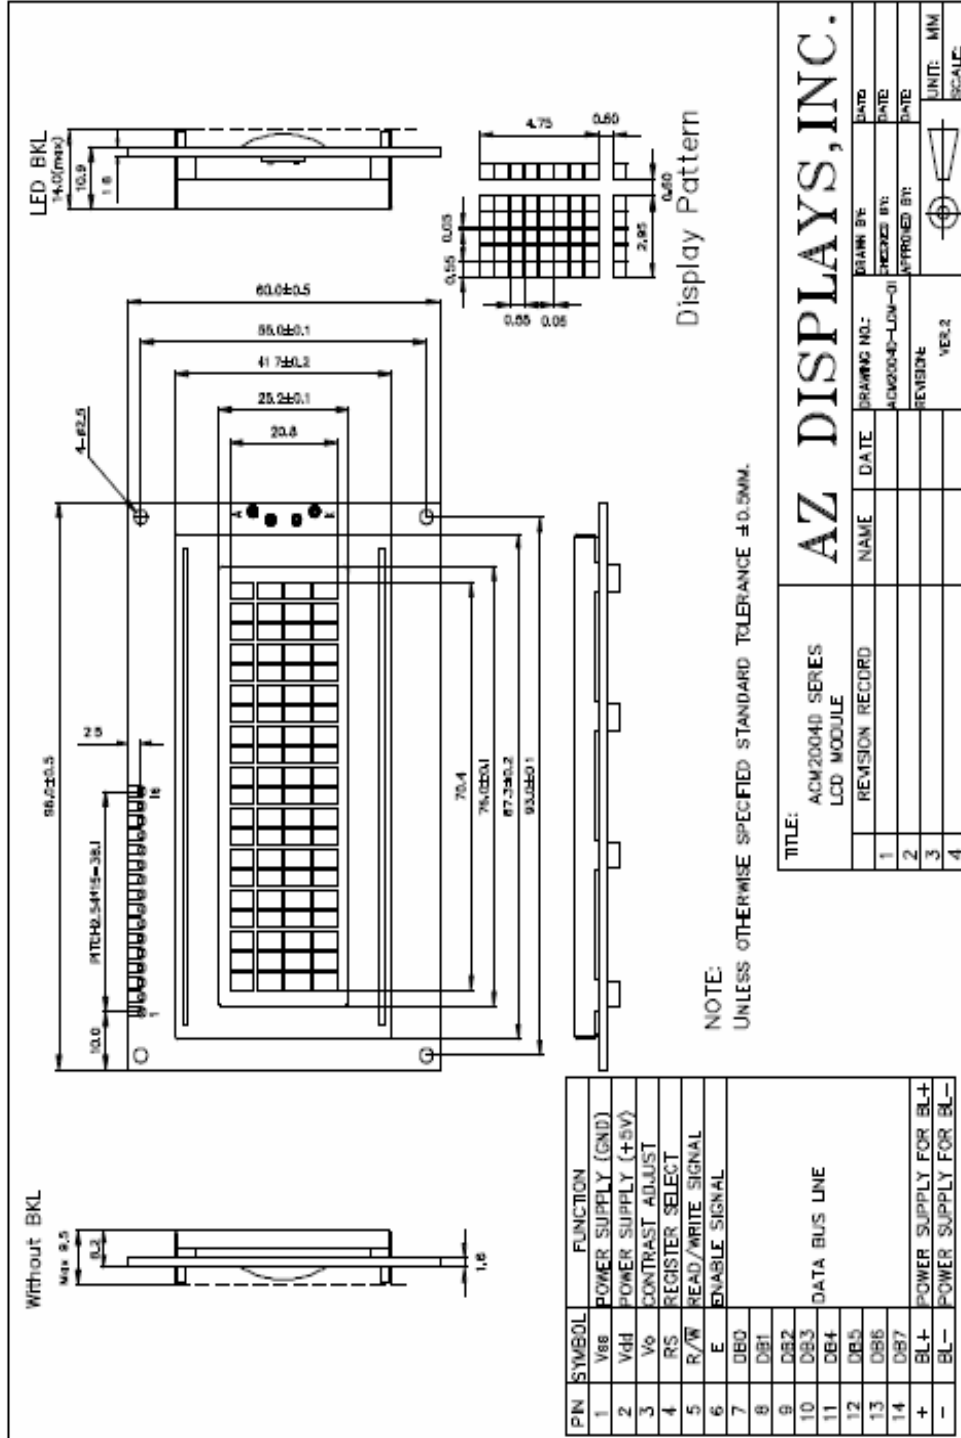 Without BKL
Max 9.5
8.2
1.6
98.0±0.5
10.0
PITCH2.54*15=38.1
2.5
1
16
4-ø2.5
60.0±0.5
55.0±0.1
41.7±0.2
25.2±0.1
20.8
A
K
70.4
76.0±0.1
87.3±0.2
93.0±0.1
LED BKL
14.0(max)
10.9
1.6
4.75
0.60
0.55
0.05
0.60
2.95
0.55
0.05
Display Pattern
NOTE:
UNLESS OTHERWISE SPECIFIED STANDARD TOLERANCE ±0.5MM.
PIN SYMBOL FUNCTION
1 Vss POWER SUPPLY (GND)
2 Vdd POWER SUPPLY (+5V)
3 Vo CONTRAST ADJUST
4 RS REGISTER SELECT
5 R/W READ/WRITE SIGNAL
6 E ENABLE SIGNAL
7 DB0
8 DB1
9 DB2
10 DB3
11 DB4
12 DB5
13 DB6
14 DB7
DATA BUS LINE
+ BL+ POWER SUPPLY FOR BL+
- BL- POWER SUPPLY FOR BL-
TITLE:
ACM2004D SERIES
LCD MODULE
AZ DISPLAYS,INC.
REVISION RECORD NAME DATE
1
2
3
4
DRAWING NO.:
ACM2004D-LCM-01
REVISION:
VER.2
DRAWN BY: DATE:
CHECKED BY: DATE:
APPROVED BY: DATE:
UNIT: MM
SCALE: